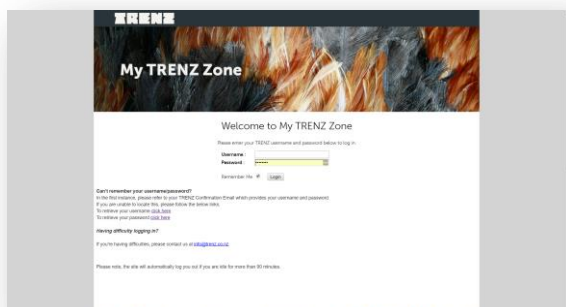 TRENZ
My TRENZ Zone
Welcome to My TRENZ Zone
Please enter your TRENZ username and password below to log in.
Username :
Password :
Remember Me
Login
Can't remember your username/password?
In the first instance, please refer to your TRENZ Confirmation Email which provides your username and password.
If you are unable to locate this, please follow the below links.
To retrieve your username click here
To retrieve your password click here
Having difficulty logging in?
If you're having difficulties, please contact us at info@trenz.co.nz
Please note, the site will automatically log you out if you are idle for more than 90 minutes.